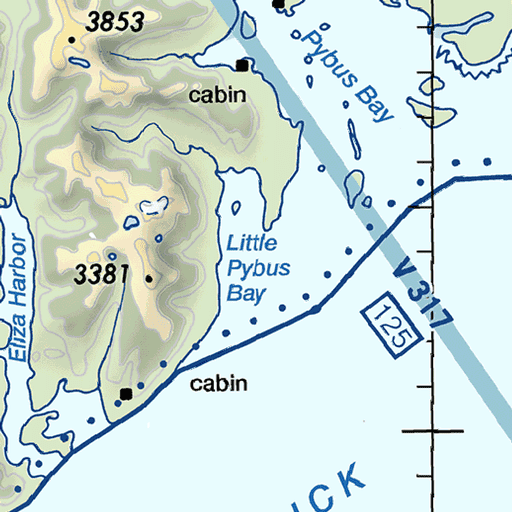 3853
Pybus Bay
cabin
Little
Pybus
Bay
Eliza Harbor
3381
V 317
125
cabin
ICK